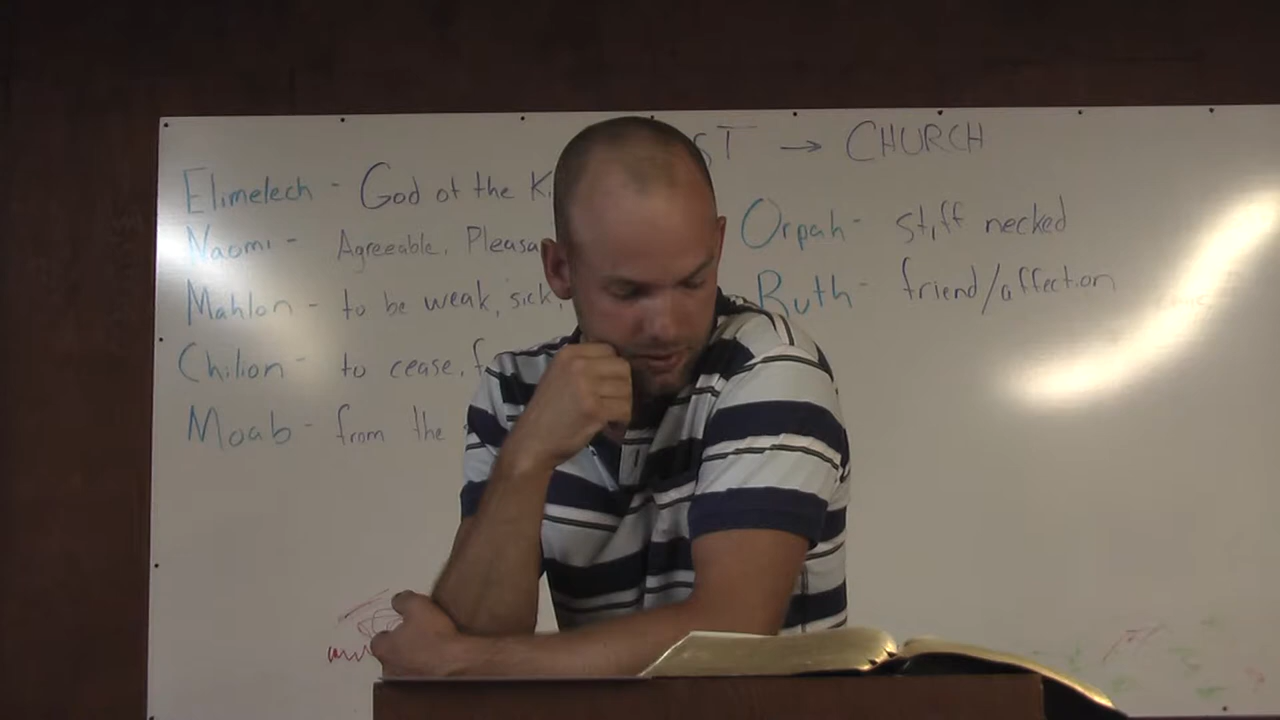 ST → CHURCH
Elimelech - God of the K
Naomi - Agreeable, Pleasa
Mahlon - to be weak, sick,
Chilion - to cease, f
Moab - from the
Orpah - stiff necked
Ruth - friend/affection